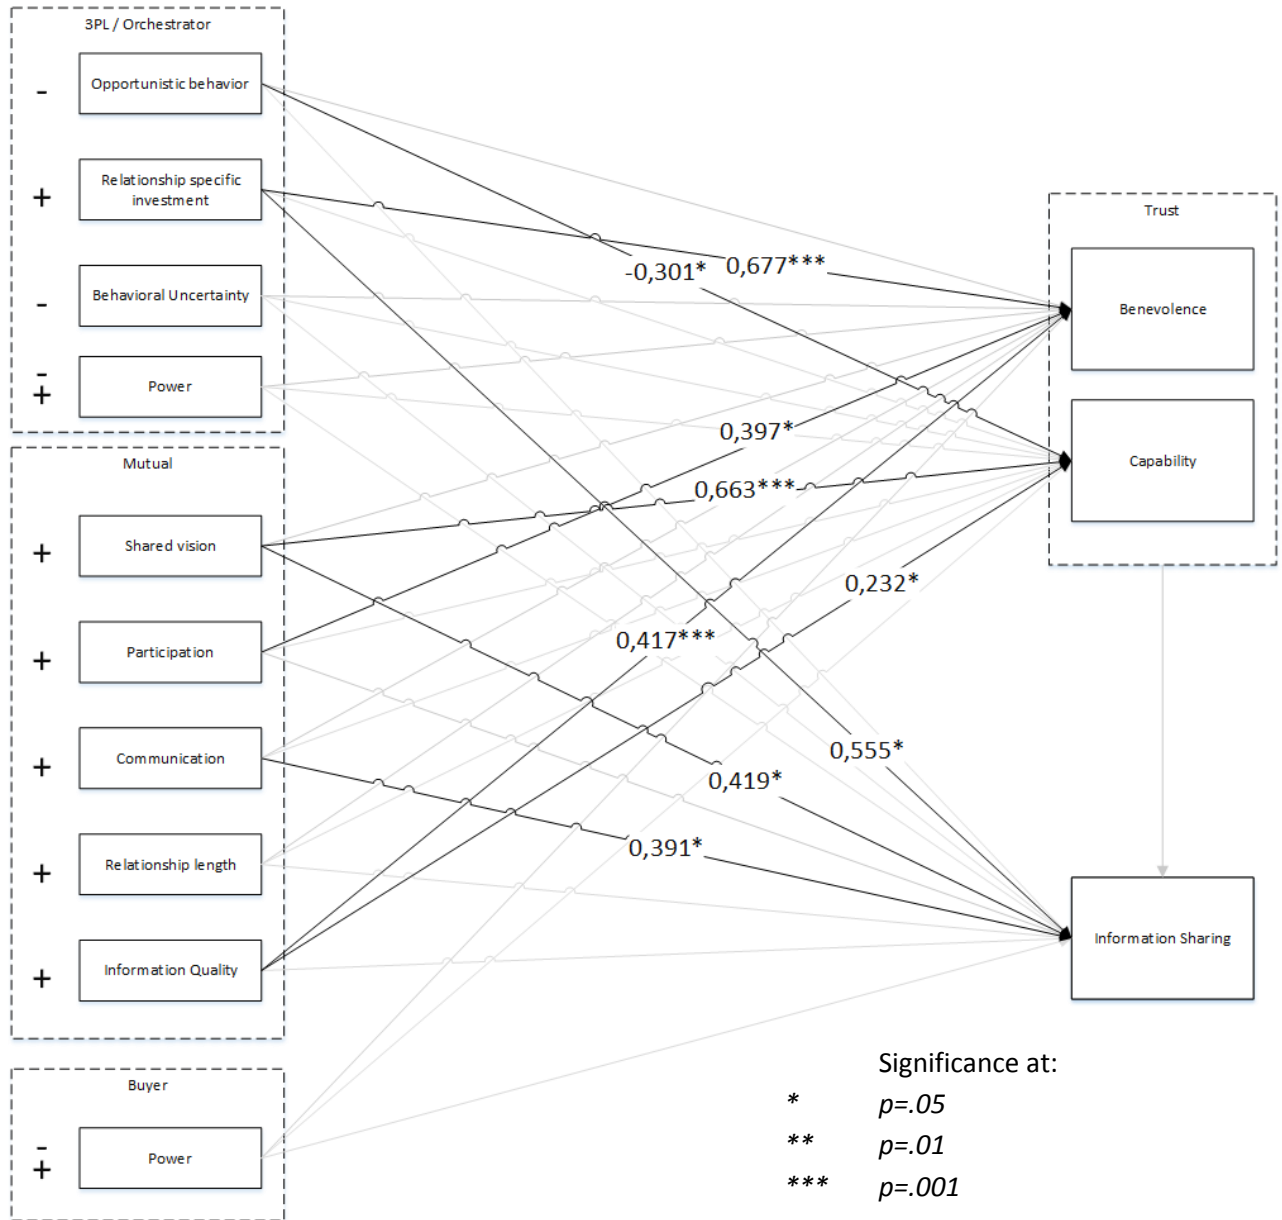 3PL / Orchestrator
-
Opportunistic behavior
+
Relationship specific
investment
-
Behavioral Uncertainty
-
+
Power
Mutual
+
Shared vision
+
Participation
+
Communication
+
Relationship length
+
Information Quality
Buyer
-
+
Power
-0,301*
0,677***
0,397*
0,663***
0,232*
0,417***
0,555*
0,419*
0,391*
Trust
Benevolence
Capability
Information Sharing
Significance at:
* p=.05
** p=.01
*** p=.001